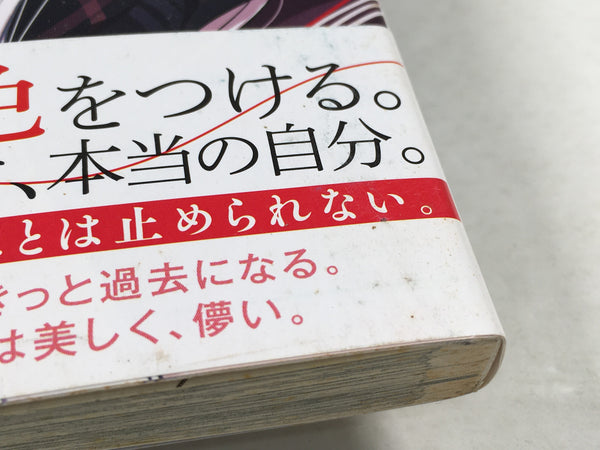 色をつける。
、本当の自分。
とは止められない。
きっと過去になる。
は美しく、儚い。